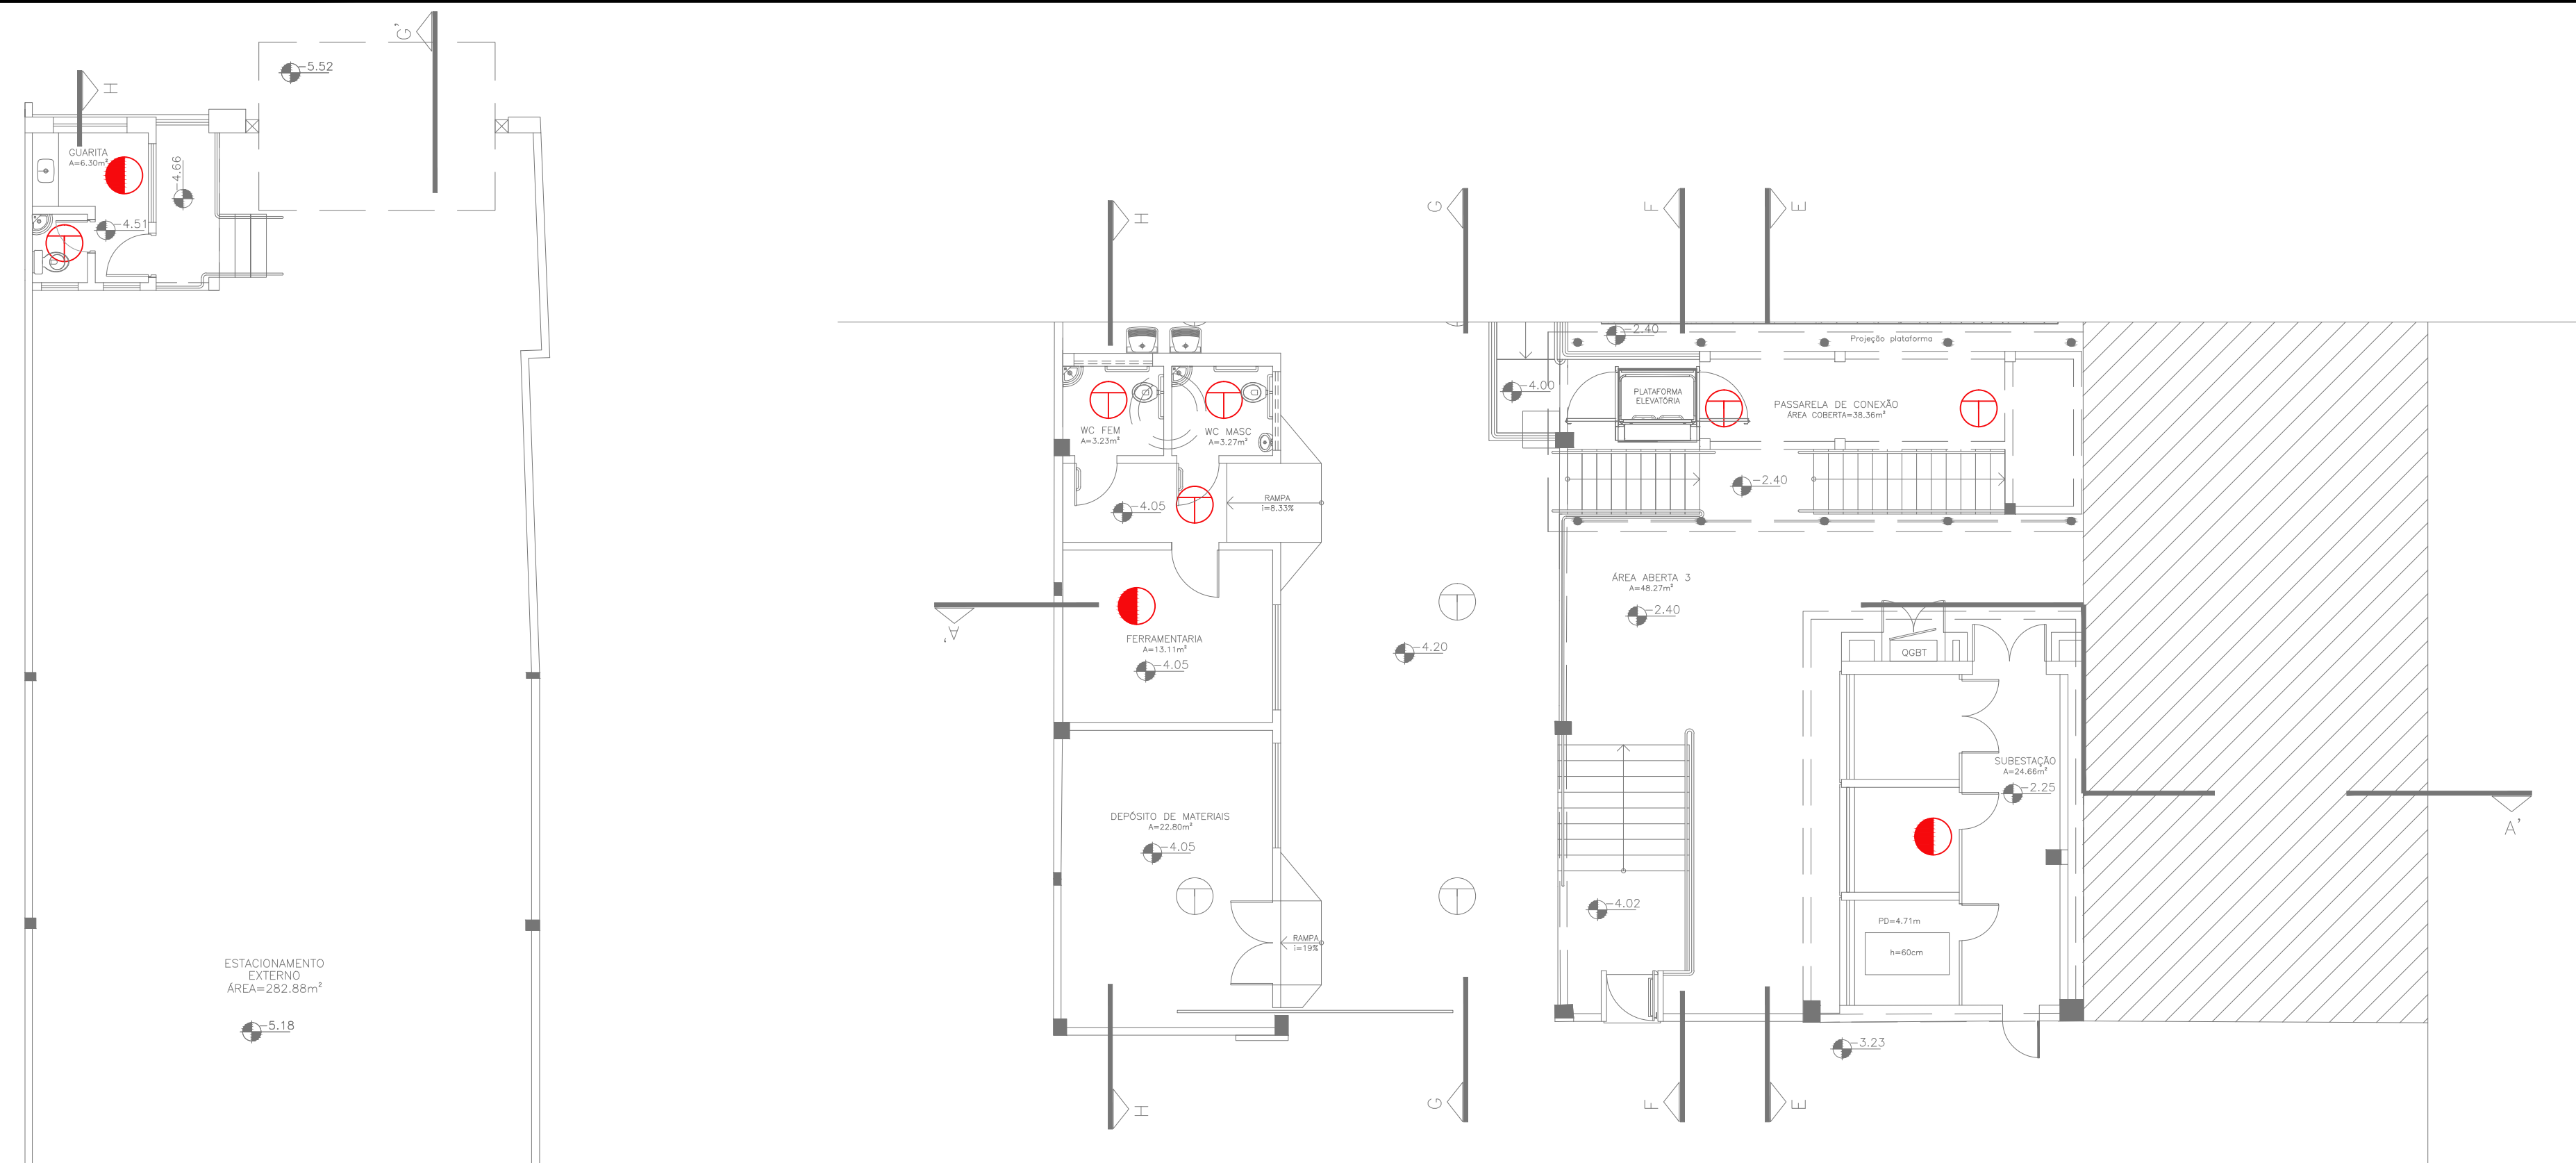 G'
-5.52
H
GUARITA
A=6.30m²
-4.66
-4.51
ESTACIONAMENTO
EXTERNO
ÁREA=282.88m²
-5.18
H
G
F
E
-2.40
Projeção plataforma
-4.00
PLATAFORMA
ELEVATÓRIA
PASSARELA DE CONEXÃO
ÁREA COBERTA=38.36m²
WC FEM
A=3.23m²
WC MASC
A=3.27m²
-2.40
RAMPA
i=8.33%
-4.05
ÁREA ABERTA 3
A=48.27m²
-2.40
A'
FERRAMENTARIA
A=13.11m²
-4.05
-4.20
QGBT
SUBESTAÇÃO
A=24.66m²
-2.25
DEPÓSITO DE MATERIAIS
A=22.80m²
-4.05
A'
-4.02
PD=4.71m
RAMPA
i=19%
h=60cm
-3.23
H
G
F
E